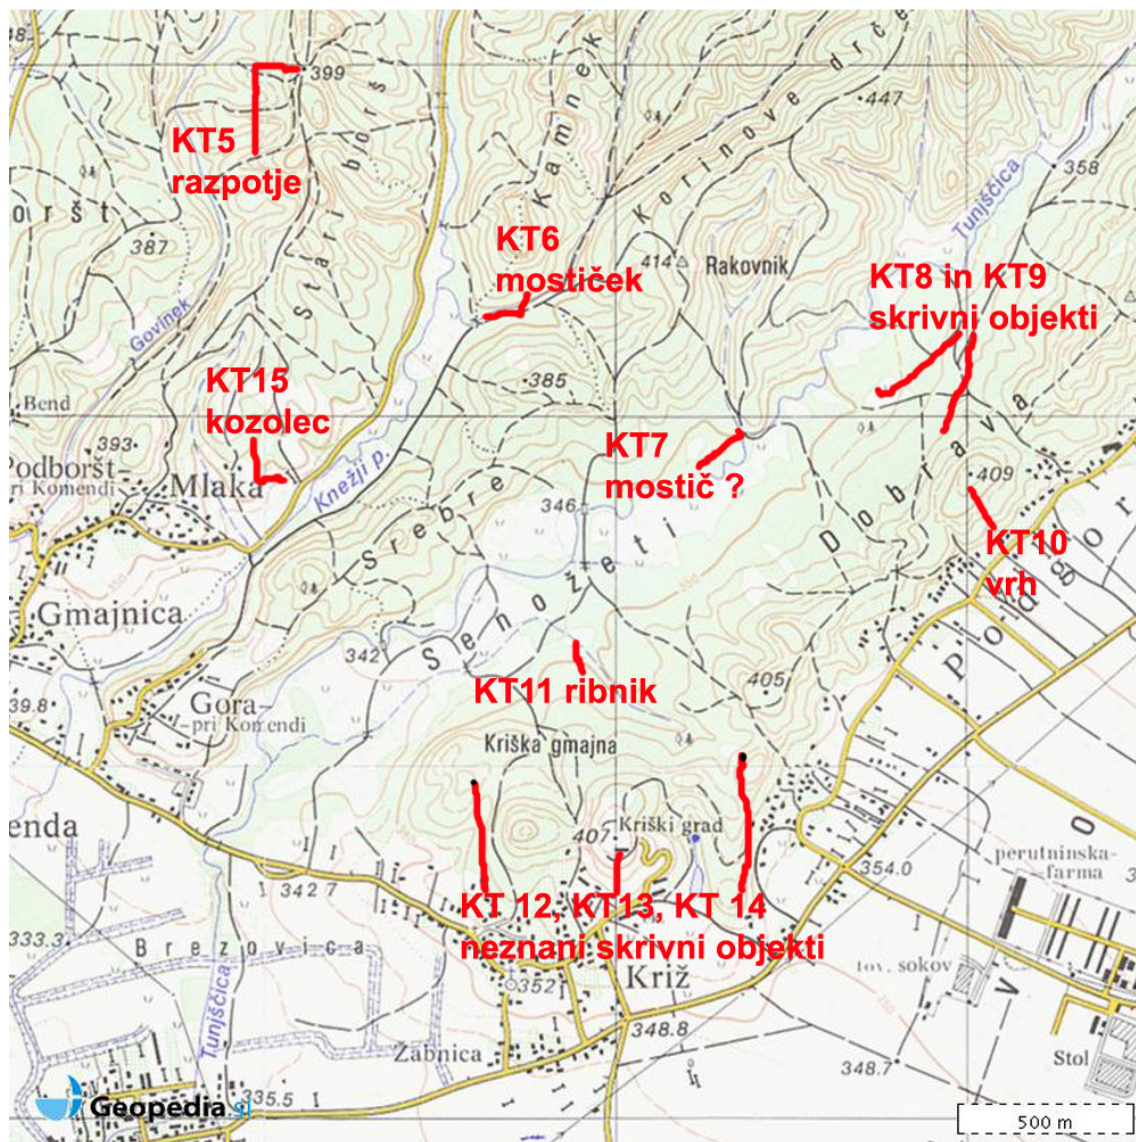 399
447
KT5
razpotje
Stari boršt
Kamnek
Korinove drče
358
Tunjščica
oršt
387
KT6
mostiček
414
Rakovnik
KT8 in KT9
skrivni objekti
Govinek
KT15
kozolec
385
Bend
393
Podboršt-
pri Komendi
Mlaka
Knežji p.
KT7
mostič ?
409
Dobrava
346
Srebre
KT10
vrh
350
Gmajnica
Senožeti
342
KT11 ribnik
405
39.8
Gora-
-pri Komendi
Kriška gmajna
enda
407
Kriški grad
354.0
perutninska-
farma
342 7
KT 12, KT13, KT 14
neznani skrivni objekti
333.3
Brezovica
352
Križ
tov. sokov
Tunjščica
348.8
Žabnica
348.7
Stol
Geopedia.si
335.5
500 m